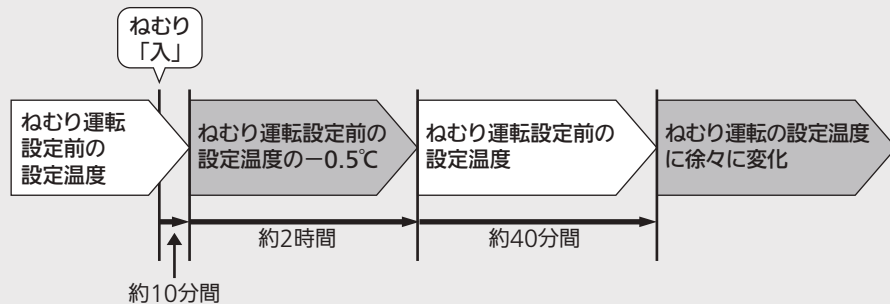 ねむり
「入」
ねむり運転
設定前の
設定温度
ねむり運転設定前の
設定温度の－0.5℃
ねむり運転設定前の
設定温度
ねむり運転の設定温度
に徐々に変化
約2時間
約40分間
約10分間